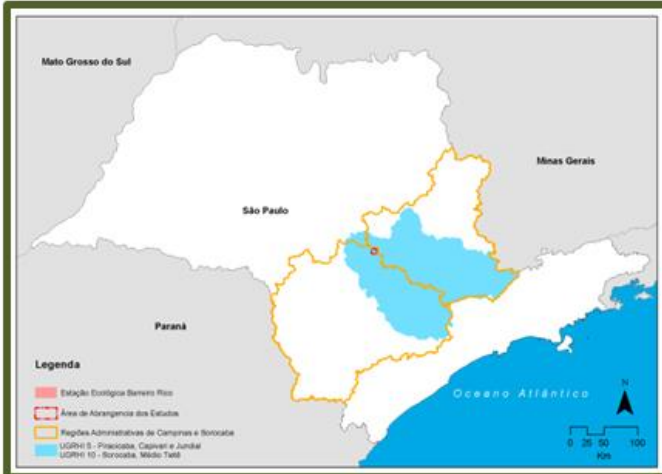 Mato Grosso do Sul
Minas Gerais
São Paulo
Paraná
Legenda
Estação Ecológica Barreiro Rico
Área de Abrangencia dos Estudos
Regiões Administrativas de Campinas e Sorocaba
UGRHI 5 - Piracicaba, Capivari e Jundiaí
UGRHI 10 - Sorocaba, Médio Tietê
Oceano Atlântico
N
0 25 50 100
Km